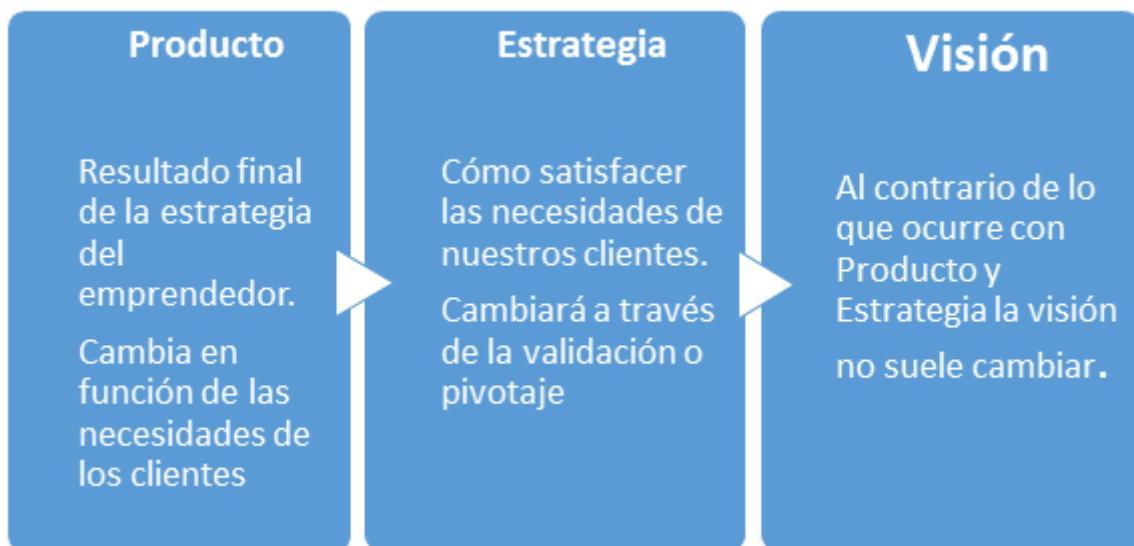 Producto
Resultado final
de la estrategia
del
emprendedor.
Cambia en
función de las
necesidades de
los clientes
Estrategia
Cómo satisfacer
las necesidades de
nuestros clientes.
Cambiará a través
de la validación o
pivotaje
Visión
Al contrario de lo
que ocurre con
Producto y
Estrategia la visión
no suele cambiar.